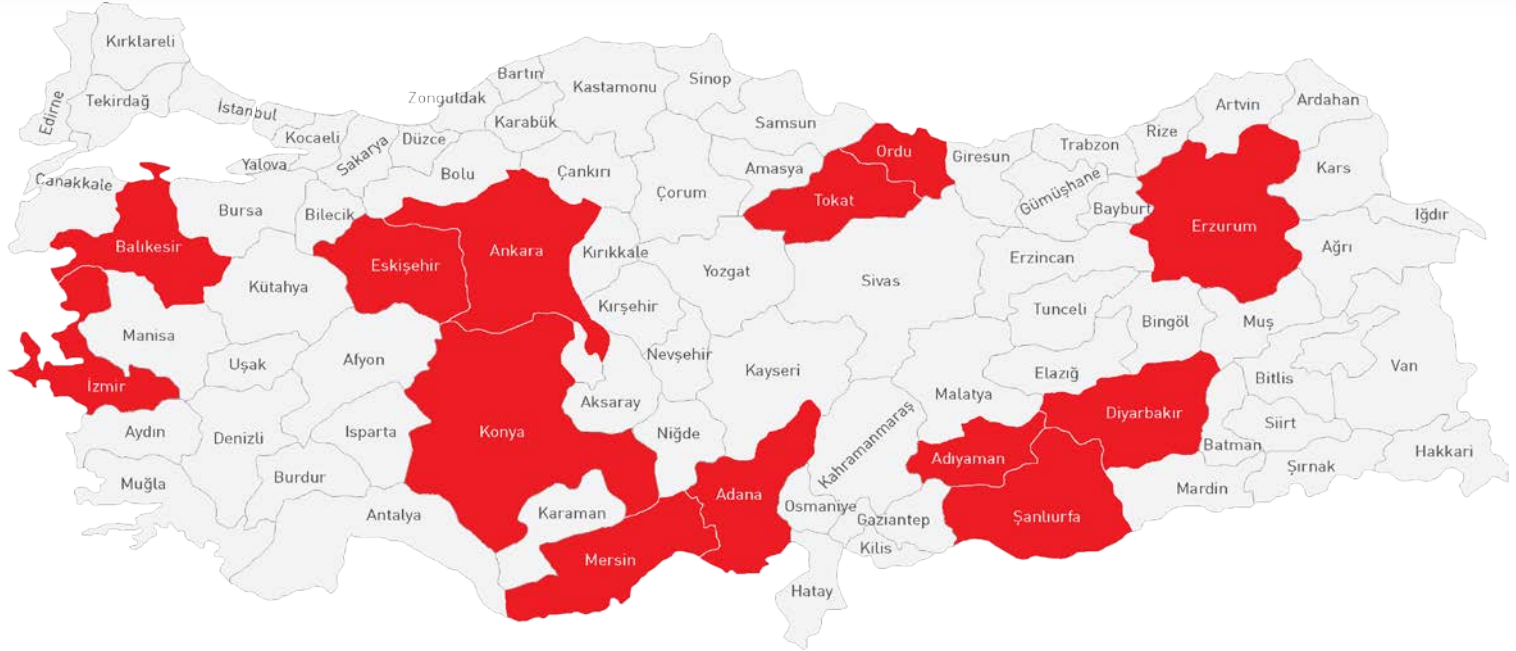 Kırklareli
Edirne
Tekirdağ
İstanbul
Kocaeli
Yalova
Sakarya
Düzce
Zonguldak
Bartın
Karabük
Kastamonu
Sinop
Samsun
Bolu
Çankırı
Çorum
Amasya
Ordu
Tokat
Giresun
Trabzon
Gümüşhane
Bayburt
Rize
Artvin
Ardahan
Kars
Iğdır
Erzurum
Ağrı
Çanakkale
Balıkesir
Bursa
Bilecik
Eskişehir
Ankara
Kırıkkale
Yozgat
Sivas
Erzincan
Tunceli
Bingöl
Muş
Kütahya
Manisa
Uşak
Afyon
Kırşehir
Nevşehir
Kayseri
Malatya
Elazığ
Diyarbakır
Bitlis
Van
Siirt
Batman
Şırnak
Hakkari
Mardin
İzmir
Aydın
Denizli
Isparta
Konya
Aksaray
Niğde
Kahramanmaraş
Adıyaman
Şanlıurfa
Muğla
Burdur
Antalya
Karaman
Mersin
Adana
Osmaniye
Gaziantep
Kilis
Hatay